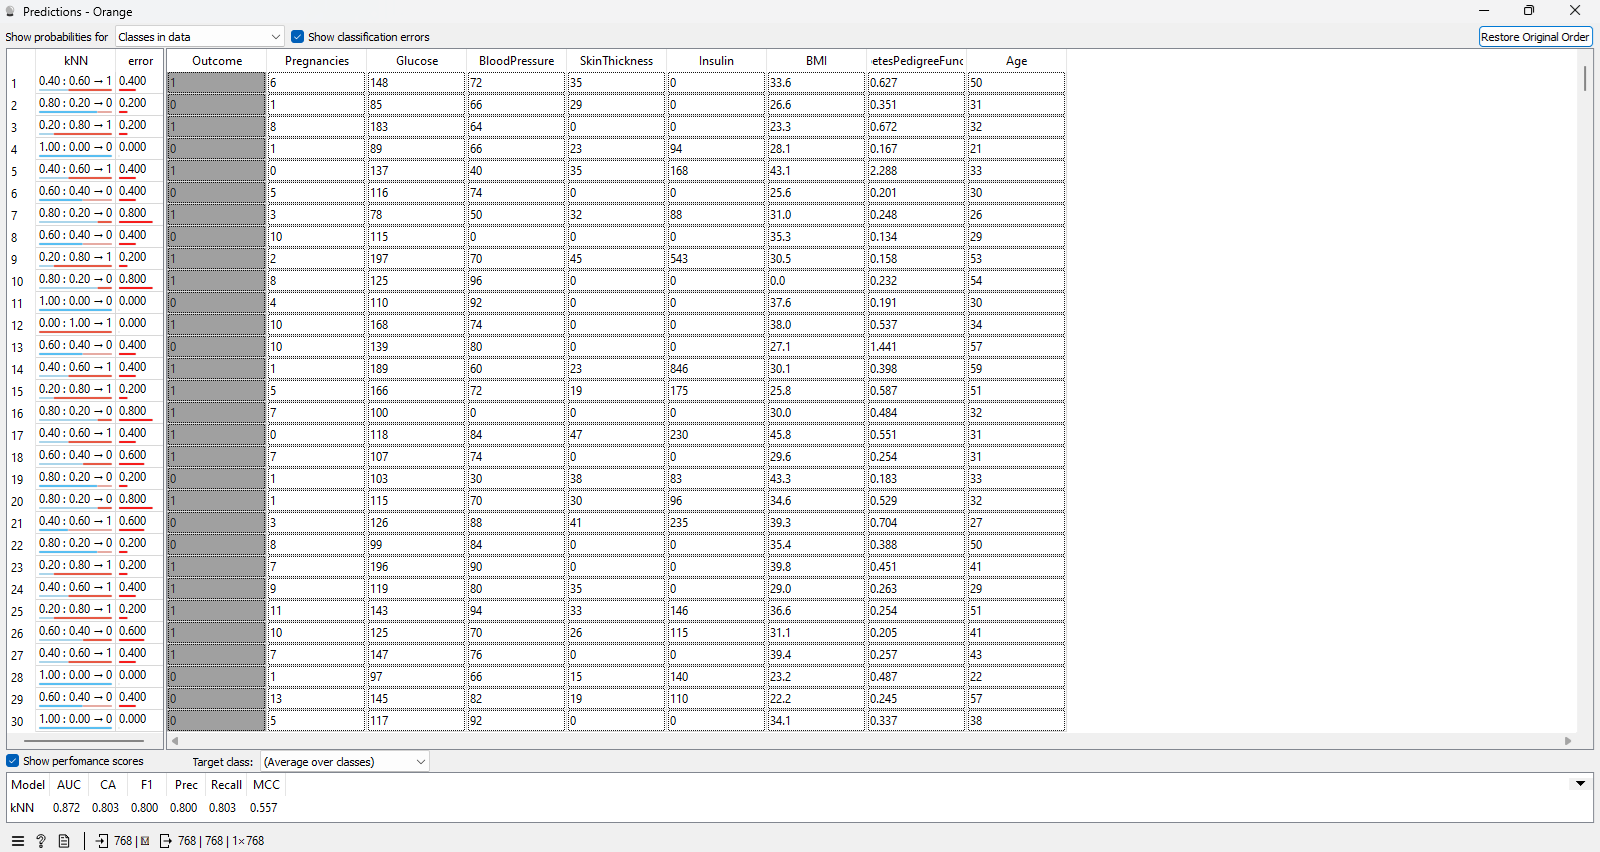 Predictions - Orange
Show probabilities for Classes in data Show classification errors Restore Original Order
kNN error Outcome Pregnancies Glucose BloodPressure SkinThickness Insulin BMI etesPedigreeFunc Age
1 0.40 : 0.60 → 1 0.400 1 6 148 72 35 0 33.6 0.627 50
2 0.80 : 0.20 → 0 0.200 0 1 85 66 29 0 26.6 0.351 31
3 0.20 : 0.80 → 1 0.200 1 8 183 64 0 0 23.3 0.672 32
4 1.00 : 0.00 → 0 0.000 0 1 89 66 23 94 28.1 0.167 21
5 0.40 : 0.60 → 1 0.400 1 0 137 40 35 168 43.1 2.288 33
6 0.60 : 0.40 → 0 0.400 0 5 116 74 0 0 25.6 0.201 30
7 0.80 : 0.20 → 0 0.800 1 3 78 50 32 88 31.0 0.248 26
8 0.60 : 0.40 → 0 0.400 0 10 115 0 0 0 35.3 0.134 29
9 0.20 : 0.80 → 1 0.200 1 2 197 70 45 543 30.5 0.158 53
10 0.80 : 0.20 → 0 0.800 1 8 125 96 0 0 0.0 0.232 54
11 1.00 : 0.00 → 0 0.000 0 4 110 92 0 0 37.6 0.191 30
12 0.00 : 1.00 → 1 0.000 1 10 168 74 0 0 38.0 0.537 34
13 0.60 : 0.40 → 0 0.400 0 10 139 80 0 0 27.1 1.441 57
14 0.40 : 0.60 → 1 0.400 1 1 189 60 23 846 30.1 0.398 59
15 0.20 : 0.80 → 1 0.200 1 5 166 72 19 175 25.8 0.587 51
16 0.80 : 0.20 → 0 0.800 1 7 100 0 0 0 30.0 0.484 32
17 0.40 : 0.60 → 1 0.400 1 0 118 84 47 230 45.8 0.551 31
18 0.60 : 0.40 → 0 0.600 1 7 107 74 0 0 29.6 0.254 31
19 0.80 : 0.20 → 0 0.200 0 1 103 30 38 83 43.3 0.183 33
20 0.80 : 0.20 → 0 0.800 1 1 115 70 30 96 34.6 0.529 32
21 0.40 : 0.60 → 1 0.600 0 3 126 88 41 235 39.3 0.704 27
22 0.80 : 0.20 → 0 0.200 0 8 99 84 0 0 35.4 0.388 50
23 0.20 : 0.80 → 1 0.200 1 7 196 90 0 0 39.8 0.451 41
24 0.40 : 0.60 → 1 0.400 1 9 119 80 35 0 29.0 0.263 29
25 0.20 : 0.80 → 1 0.200 1 11 143 94 33 146 36.6 0.254 51
26 0.60 : 0.40 → 0 0.600 1 10 125 70 26 115 31.1 0.205 41
27 0.40 : 0.60 → 1 0.400 1 7 147 76 0 0 39.4 0.257 43
28 1.00 : 0.00 → 0 0.000 0 1 97 66 15 140 23.2 0.487 22
29 0.60 : 0.40 → 0 0.400 0 13 145 82 19 110 22.2 0.245 57
30 1.00 : 0.00 → 0 0.000 0 5 117 92 0 0 34.1 0.337 38
Show perfomance scores Target class: (Average over classes)
Model AUC CA F1 Prec Recall MCC
kNN 0.872 0.803 0.800 0.800 0.803 0.557
? 768 | 768 | 768 | 1×768